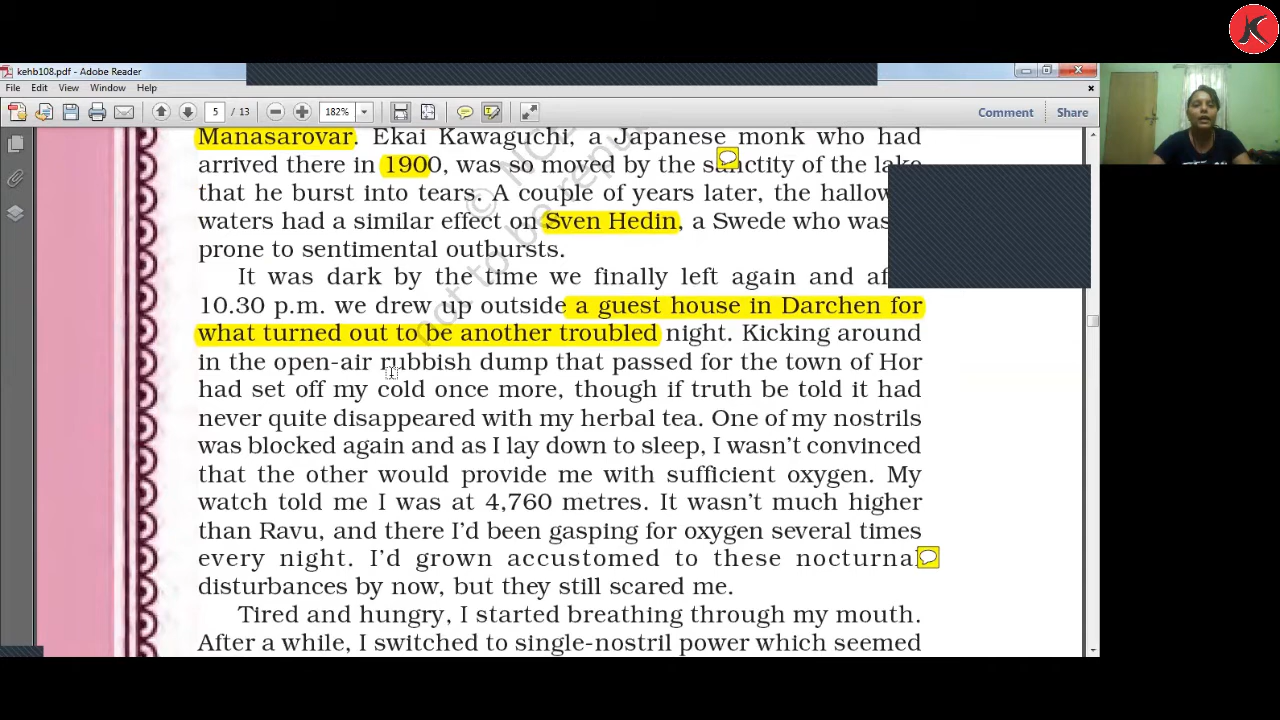 kehb108.pdf - Adobe Reader
File Edit View Window Help
5 / 13 182% Comment Share
Manasarovar. Ekai Kawaguchi, a Japanese monk who had
arrived there in 1900, was so moved by the sanctity of the lake
that he burst into tears. A couple of years later, the hallow
waters had a similar effect on Sven Hedin, a Swede who was
prone to sentimental outbursts.
It was dark by the time we finally left again and af
10.30 p.m. we drew up outside a guest house in Darchen for
what turned out to be another troubled night. Kicking around
in the open-air rubbish dump that passed for the town of Hor
had set off my cold once more, though if truth be told it had
never quite disappeared with my herbal tea. One of my nostrils
was blocked again and as I lay down to sleep, I wasn't convinced
that the other would provide me with sufficient oxygen. My
watch told me I was at 4,760 metres. It wasn't much higher
than Ravu, and there I'd been gasping for oxygen several times
every night. I'd grown accustomed to these nocturnal
disturbances by now, but they still scared me.
Tired and hungry, I started breathing through my mouth.
After a while, I switched to single-nostril power which seemed